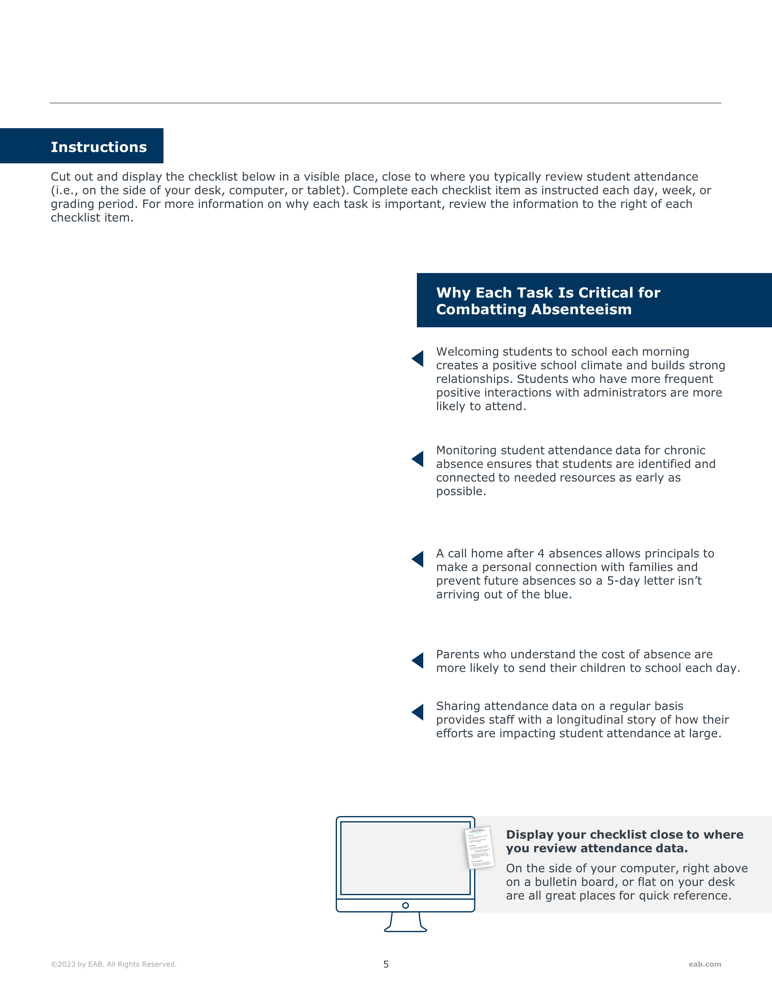 Instructions
Cut out and display the checklist below in a visible place, close to where you typically review student attendance
(i.e., on the side of your desk, computer, or tablet). Complete each checklist item as instructed each day, week, or
grading period. For more information on why each task is important, review the information to the right of each
checklist item.
Why Each Task Is Critical for
Combatting Absenteeism
Welcoming students to school each morning
creates a positive school climate and builds strong
relationships. Students who have more frequent
positive interactions with administrators are more
likely to attend.
Monitoring student attendance data for chronic
absence ensures that students are identified and
connected to needed resources as early as
possible.
A call home after 4 absences allows principals to
make a personal connection with families and
prevent future absences so a 5-day letter isn’t
arriving out of the blue.
Parents who understand the cost of absence are
more likely to send their children to school each day.
Sharing attendance data on a regular basis
provides staff with a longitudinal story of how their
efforts are impacting student attendance at large.
Display your checklist close to where
you review attendance data.
On the side of your computer, right above
on a bulletin board, or flat on your desk
are all great places for quick reference.
©2023 by EAB. All Rights Reserved.
5
eab.com